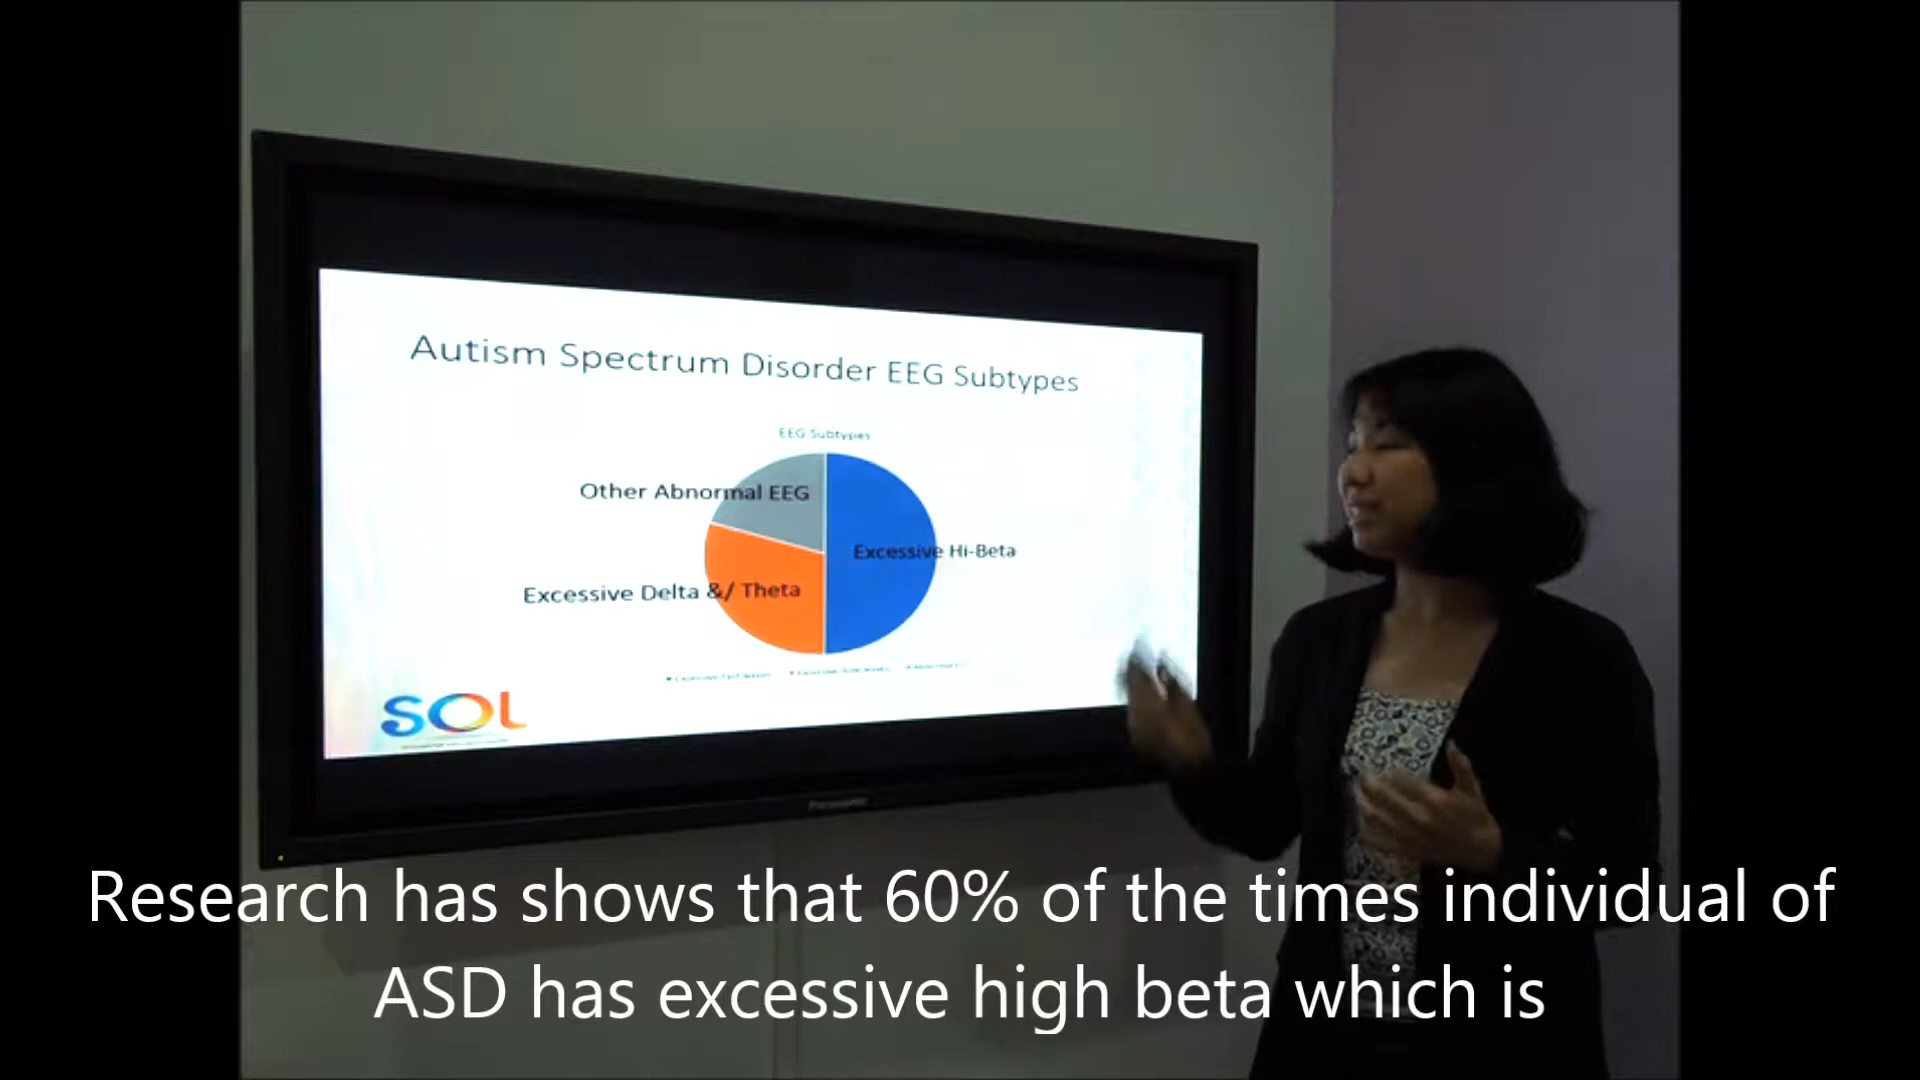 Autism Spectrum Disorder EEG Subtypes
EEG Subtypes
Other Abnormal EEG
Excessive Hi-Beta
Excessive Delta &/ Theta
SOL
Panasonic
Research has shows that 60% of the times individual of
ASD has excessive high beta which is